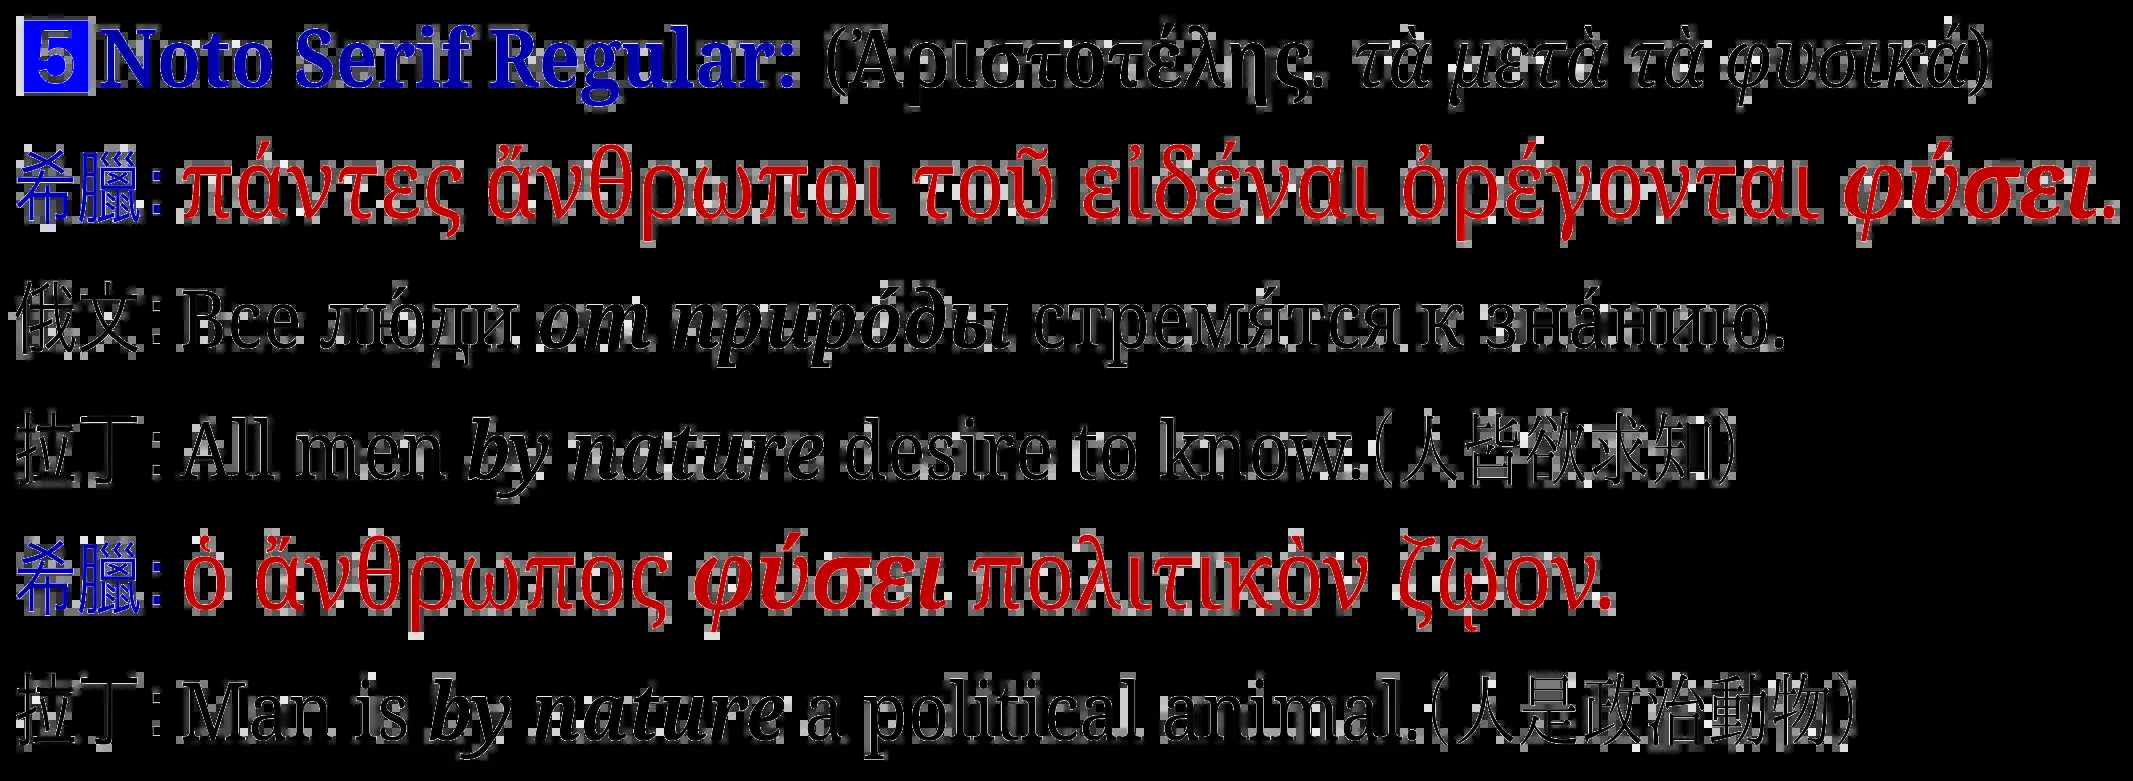 5 Noto Serif Regular: (Ἀριστοτέλης. τὰ μετὰ τὰ φυσικά)
希臘: πάντες ἄνθρωποι τοῦ εἰδέναι ὀρέγονται φύσει.
俄文: Все лю́ди от приро́ды стремя́тся к зна́нию.
拉丁: All men by nature desire to know.(人皆欲求知)
希臘: ὁ ἄνθρωπος φύσει πολιτικὸν ζῷον.
拉丁: Man is by nature a political animal.(人是政治動物)